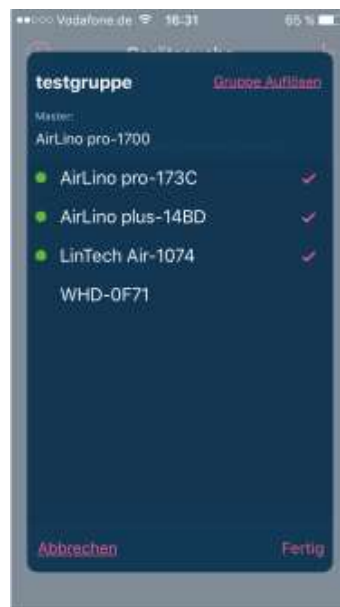 Vodafone.de 16:31 65 %
Gerätesuche
testgruppe Gruppe Auflösen
Master:
AirLino pro-1700
AirLino pro-173C
AirLino plus-14BD
LinTech Air-1074
WHD-0F71
Abbrechen Fertig